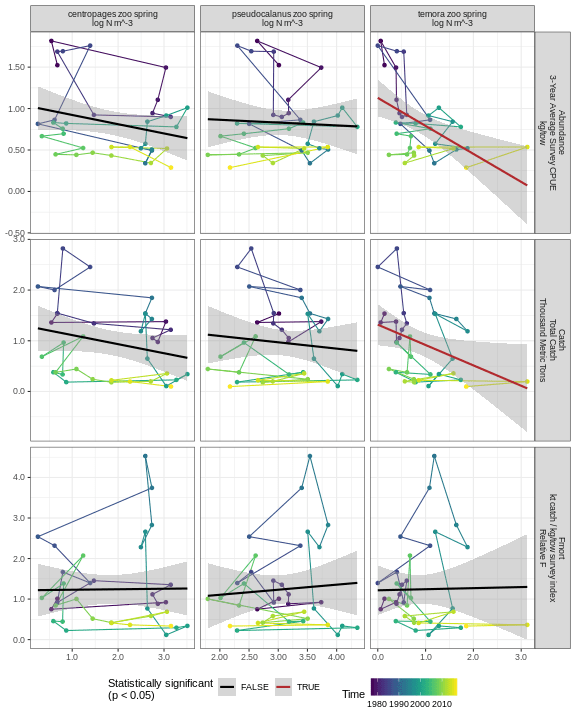 centropages zoo spring
log N m^-3
pseudocalanus zoo spring
log N m^-3
temora zoo spring
log N m^-3
1.50
1.00
0.50
0.00
-0.50
Abundance
3-Year Average Survey CPUE
kg/tow
3.0
2.0
1.0
0.0
Catch
Total Catch
Thousand Metric Tons
4.0
3.0
2.0
1.0
0.0
Fmort
kt catch / kg/tow survey index
Relative F
1.0 2.0 3.0
2.00 2.50 3.00 3.50 4.00
0.0 1.0 2.0 3.0
Statistically significant
(p < 0.05)
FALSE
TRUE
Time
1980 1990 2000 2010